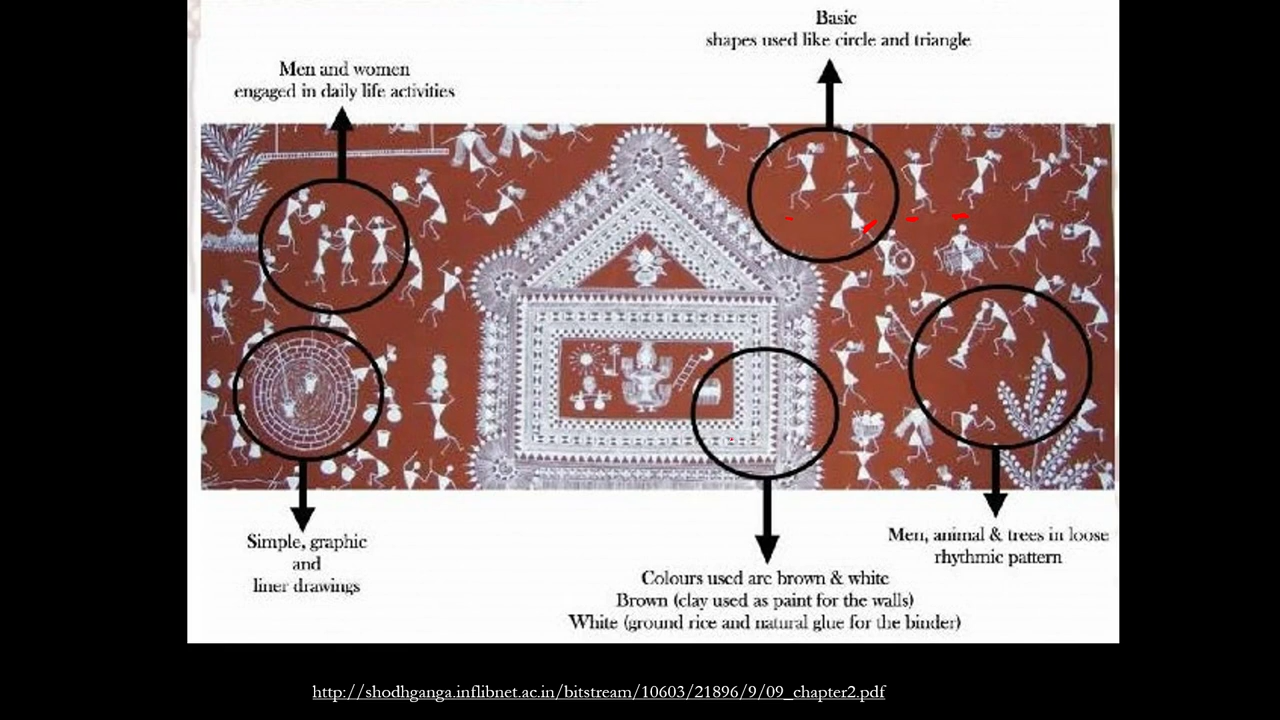 Basic
shapes used like circle and triangle
Men and women
engaged in daily life activities
Simple, graphic
and
liner drawings
Colours used are brown & white
Brown (clay used as paint for the walls)
White (ground rice and natural glue for the binder)
Men, animal & trees in loose
rhythmic pattern
http://shodhganga.inflibnet.ac.in/bitstream/10603/21896/9/09_chapter2.pdf